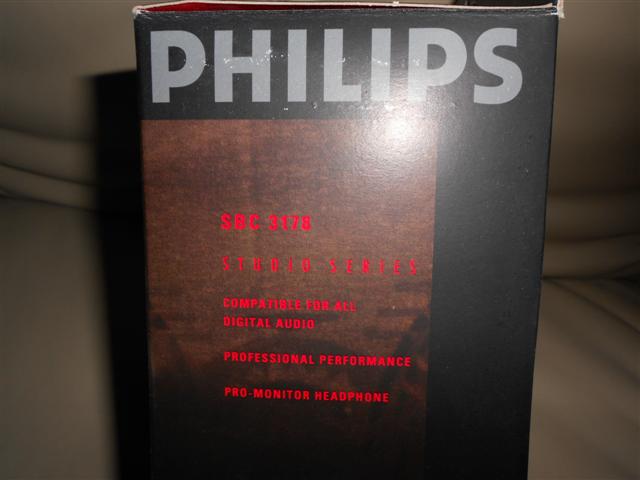 PHILIPS
SBC 3178
STUDIO SERIES
COMPATIBLE FOR ALL
DIGITAL AUDIO
PROFESSIONAL PERFORMANCE
PRO-MONITOR HEADPHONE